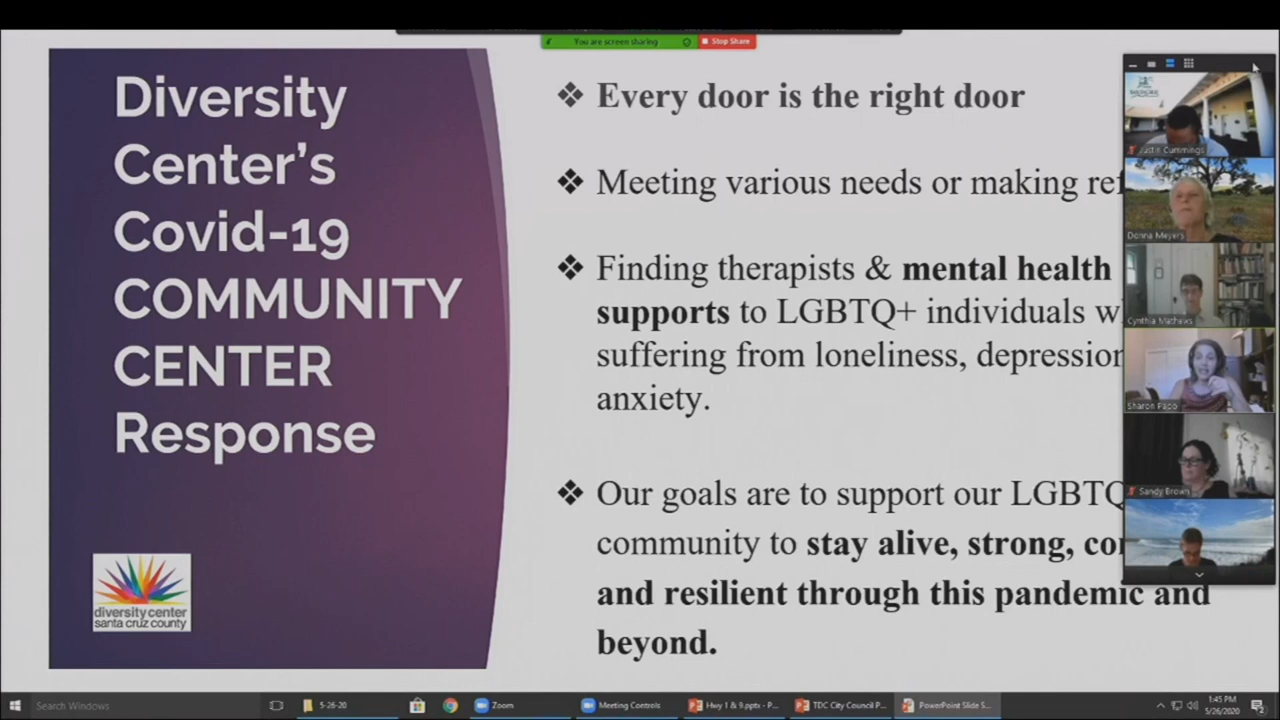 You are screen sharing
Stop Share
Diversity
Center's
Covid-19
COMMUNITY
CENTER
Response
diversity center
santa cruz county
Every door is the right door
Meeting various needs or making
Finding therapists & mental health
supports to LGBTQ+ individuals
suffering from loneliness, depression
anxiety.
Our goals are to support our LGBTQ
community to stay alive, strong,
and resilient through this pandemic and
beyond.
Justin Cummings
Donna Meyers
Cynthia Mathews
Sharon Papo
Sandy Brown
Search Windows
5-26-20
Zoom
Meeting Controls
Hwy 1 & 9.pptx - P...
TDC City Council P...
PowerPoint Slide S...
1:45 PM
5/26/2020